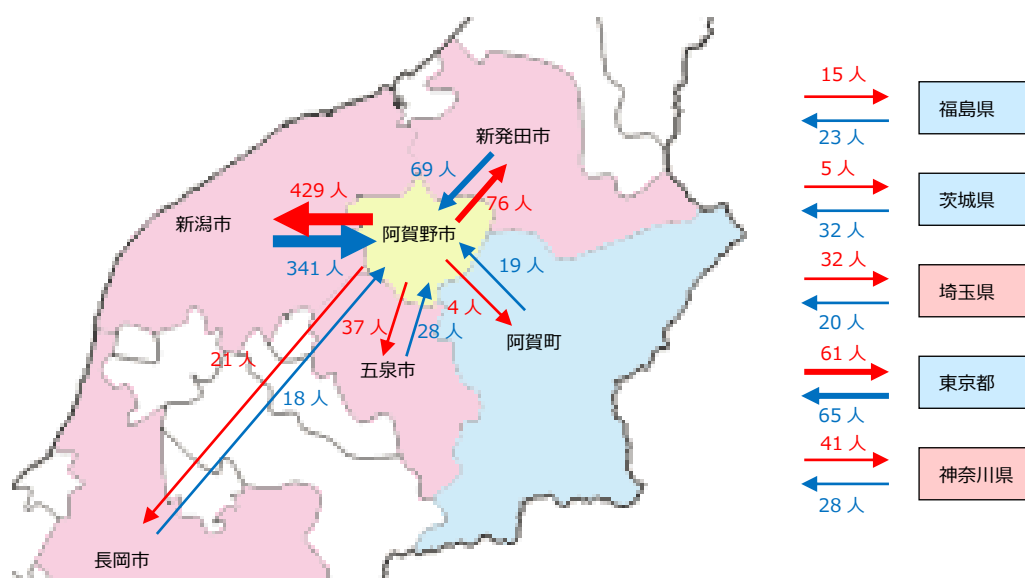 新発田市
69 人
76 人
429 人
新潟市
阿賀野市
341 人
19 人
37 人
28 人
4 人
阿賀町
五泉市
21 人
18 人
長岡市
15 人
福島県
23 人
5 人
茨城県
32 人
32 人
埼玉県
20 人
61 人
東京都
65 人
41 人
神奈川県
28 人